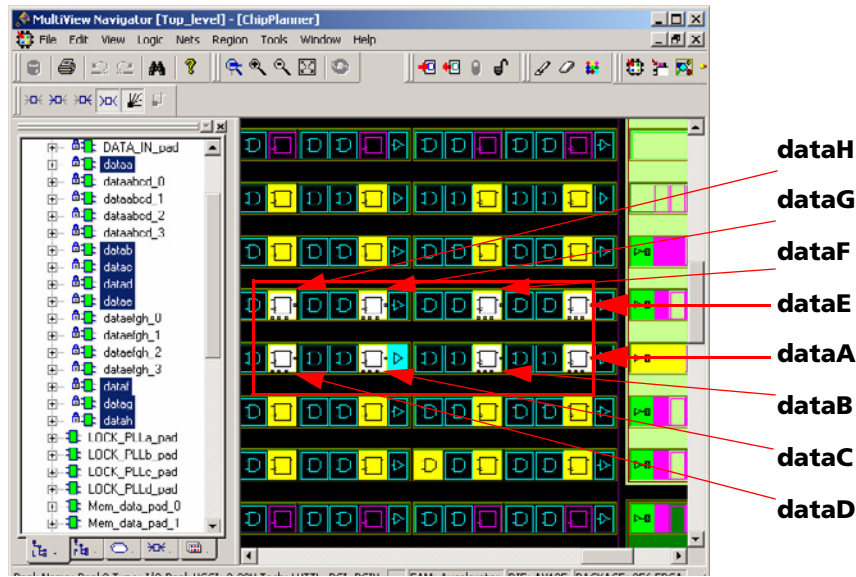 MultiView Navigator [Top_level] - [ChipPlanner]
File Edit View Logic Nets Region Tools Window Help
DATA_IN_pad
dataa
dataabcd_0
dataabcd_1
dataabcd_2
dataabcd_3
datab
datac
datad
datae
dataefgh_0
dataefgh_1
dataefgh_2
dataefgh_3
dataf
datag
datah
LOCK_PLLa_pad
LOCK_PLLb_pad
LOCK_PLLc_pad
LOCK_PLLd_pad
Mem_data_pad_0
Mem_data_pad_1
dataH
dataG
dataF
dataE
dataA
dataB
dataC
dataD